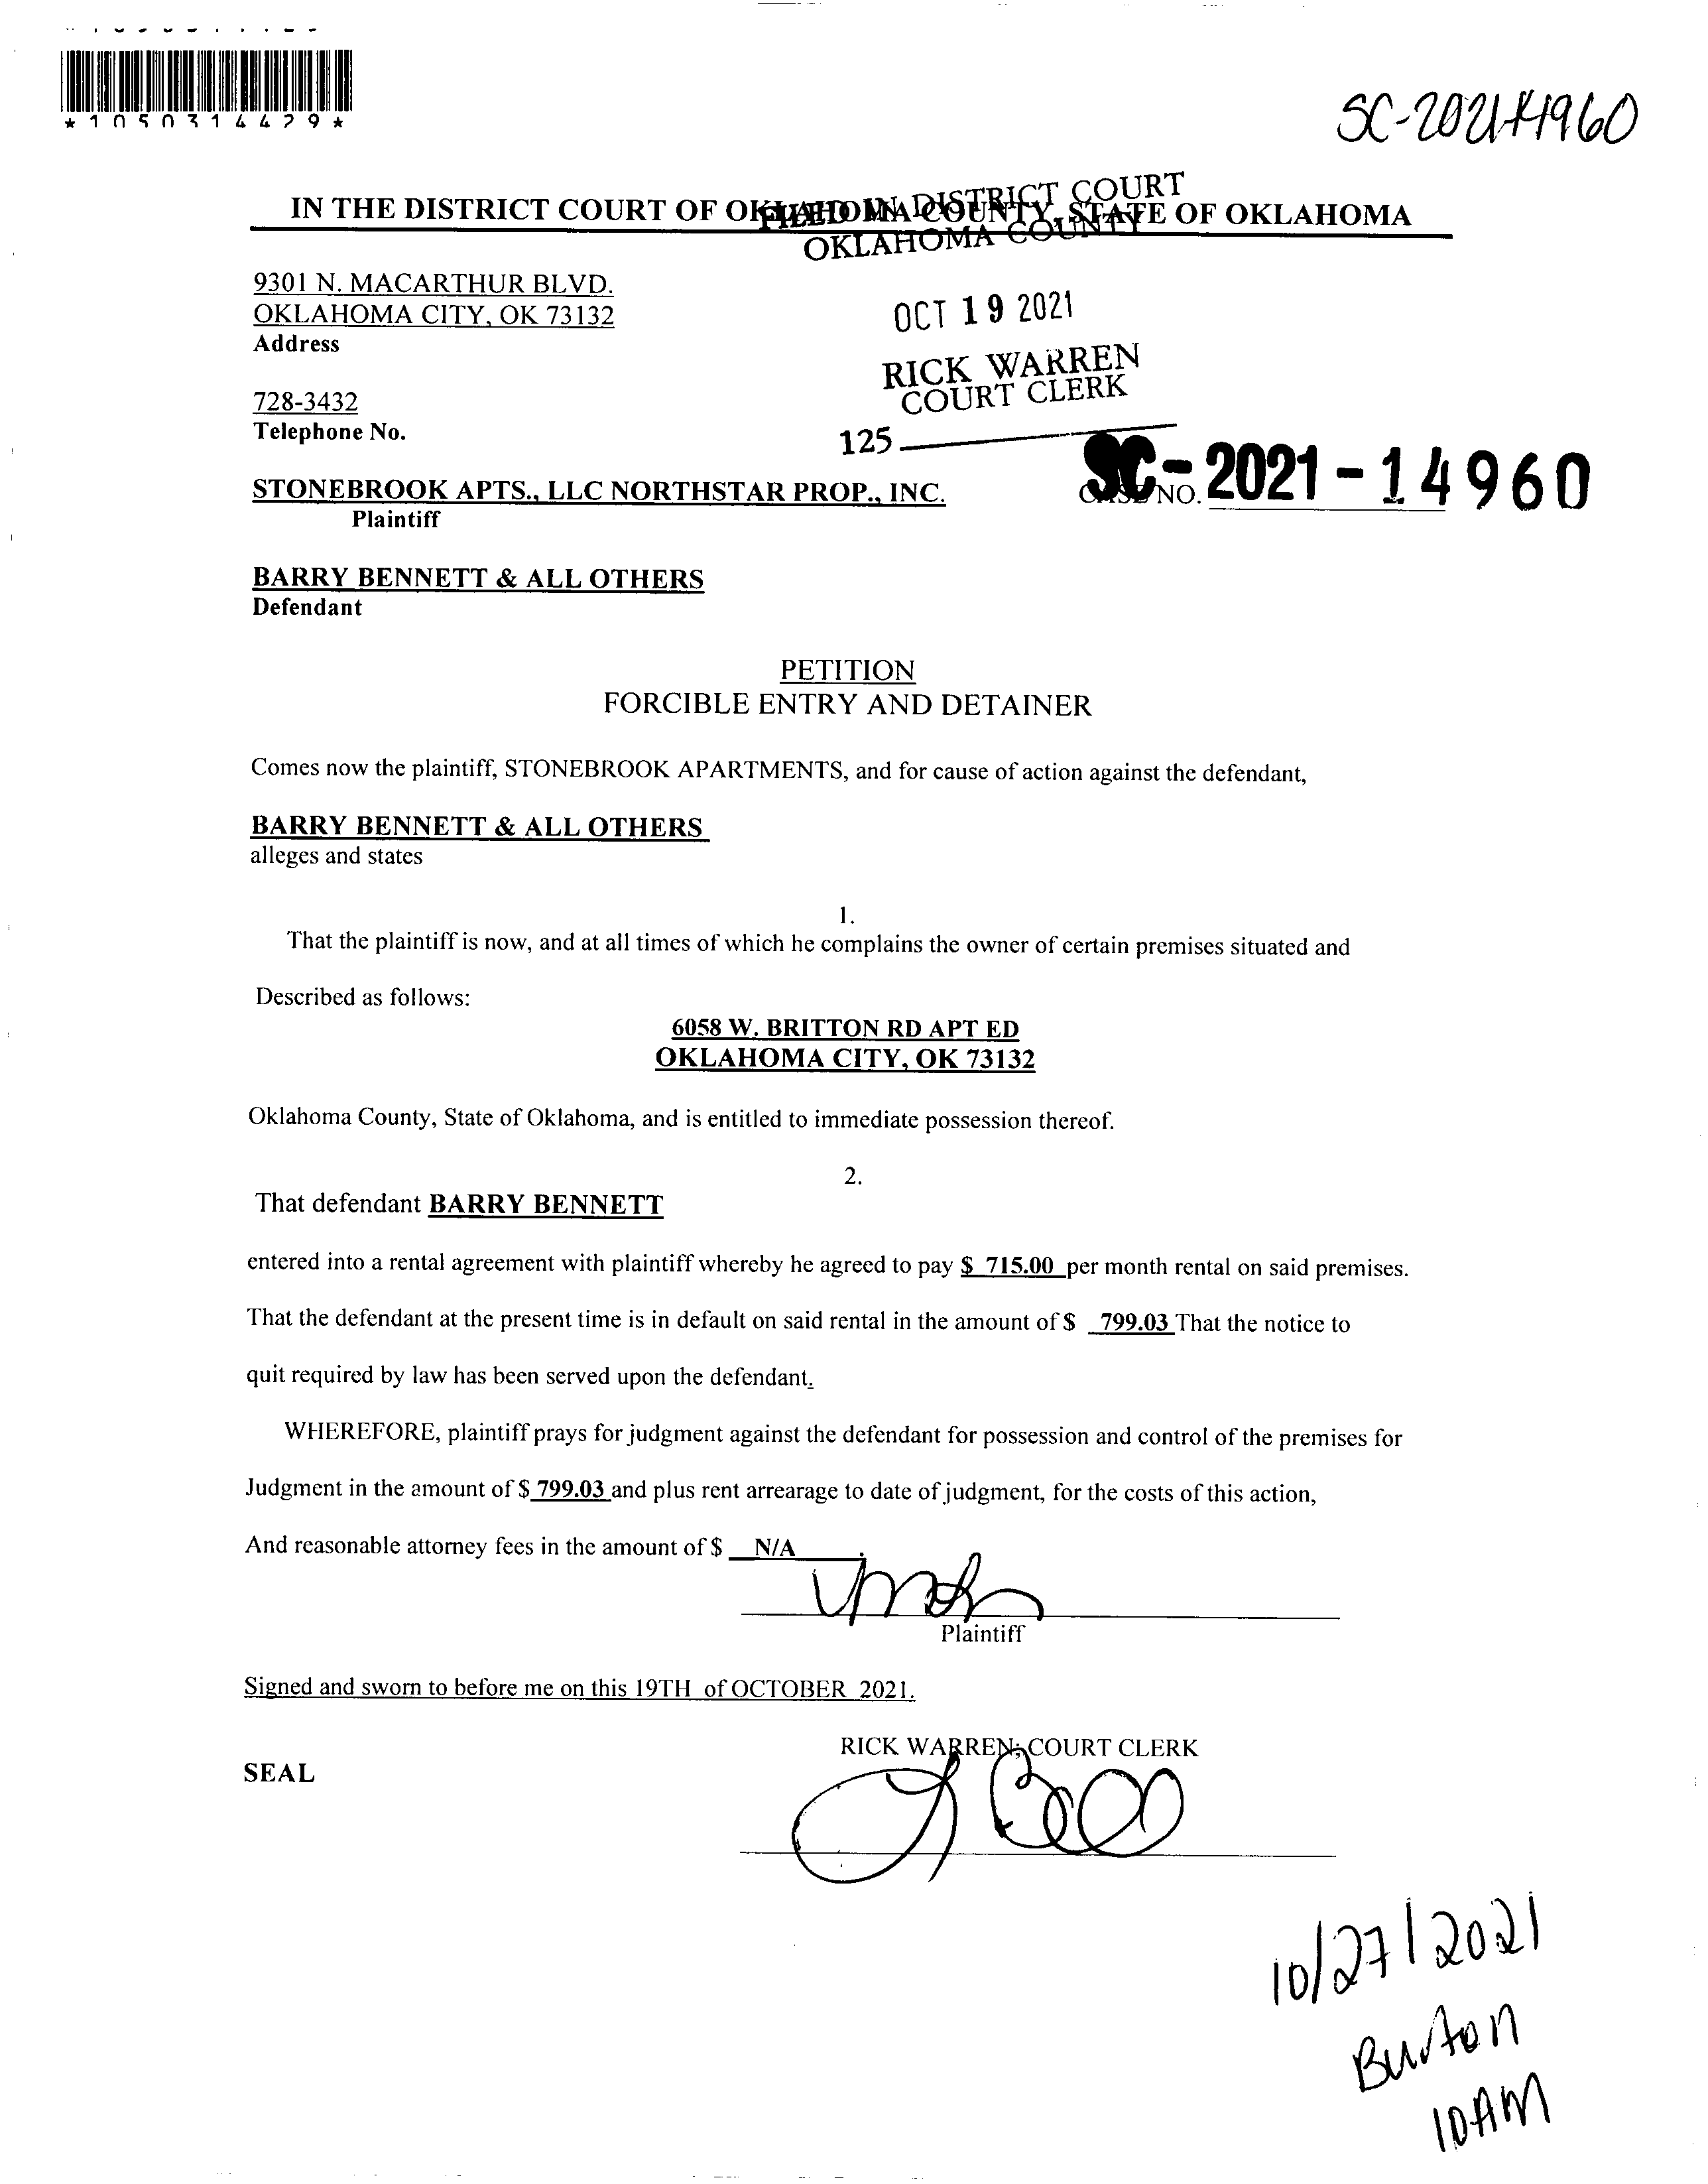 *1050314429*
SC-2021-14960
IN THE DISTRICT COURT OF OKLAHOMA COUNTY, STATE OF OKLAHOMA
FILED IN DISTRICT COURT
OKLAHOMA COUNTY
9301 N. MACARTHUR BLVD.
OKLAHOMA CITY, OK 73132
Address
OCT 19 2021
RICK WARREN
COURT CLERK
728-3432
Telephone No.
125
SC-2021-14960
CASE NO.
STONEBROOK APTS., LLC NORTHSTAR PROP., INC.
Plaintiff
BARRY BENNETT & ALL OTHERS
Defendant
PETITION
FORCIBLE ENTRY AND DETAINER
Comes now the plaintiff, STONEBROOK APARTMENTS, and for cause of action against the defendant,
BARRY BENNETT & ALL OTHERS
alleges and states
1.
That the plaintiff is now, and at all times of which he complains the owner of certain premises situated and
Described as follows:
6058 W. BRITTON RD APT ED
OKLAHOMA CITY, OK 73132
Oklahoma County, State of Oklahoma, and is entitled to immediate possession thereof.
2.
That defendant BARRY BENNETT
entered into a rental agreement with plaintiff whereby he agreed to pay $ 715.00 per month rental on said premises.
That the defendant at the present time is in default on said rental in the amount of $ 799.03 That the notice to
quit required by law has been served upon the defendant.
WHEREFORE, plaintiff prays for judgment against the defendant for possession and control of the premises for
Judgment in the amount of $ 799.03 and plus rent arrearage to date of judgment, for the costs of this action,
And reasonable attorney fees in the amount of $ N/A.
Plaintiff
Signed and sworn to before me on this 19TH of OCTOBER 2021.
RICK WARREN, COURT CLERK
SEAL
10/27/2021
Burton
10AM